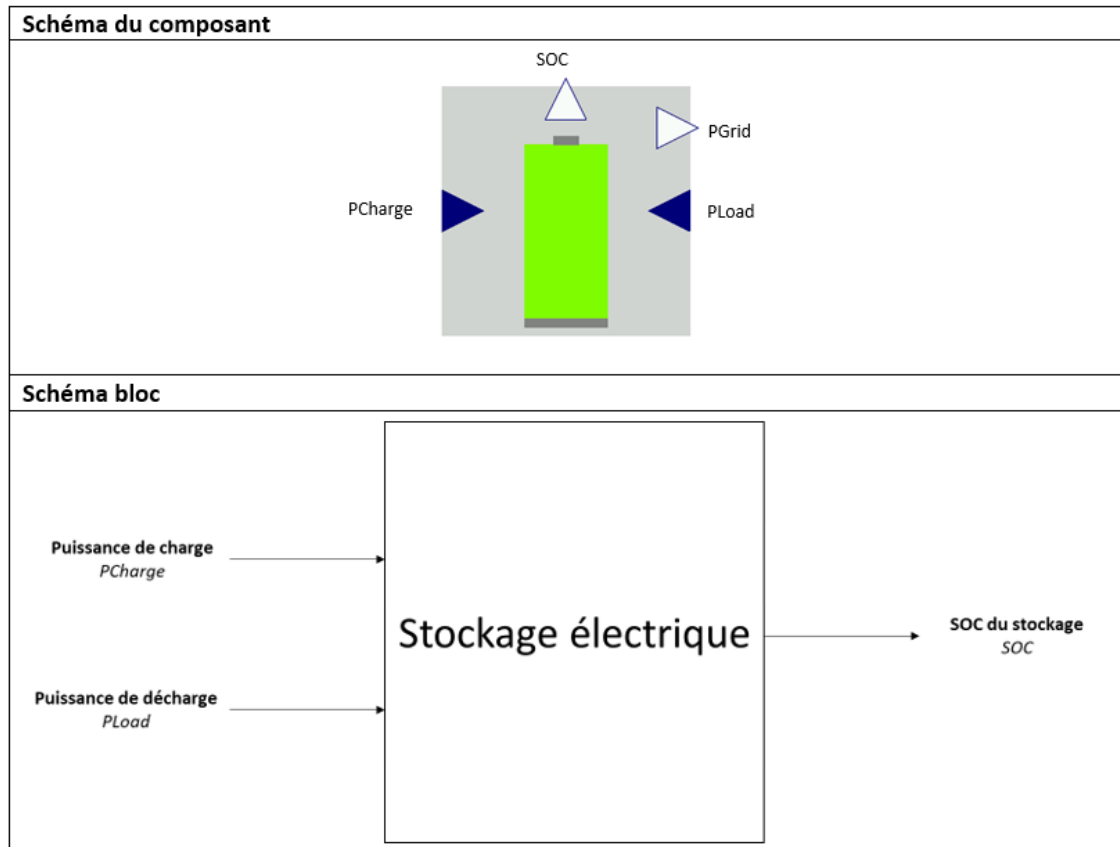 Schéma du composant
SOC
PGrid
PCharge
PLoad
Schéma bloc
Puissance de charge
PCharge
Stockage électrique
SOC du stockage
SOC
Puissance de décharge
PLoad